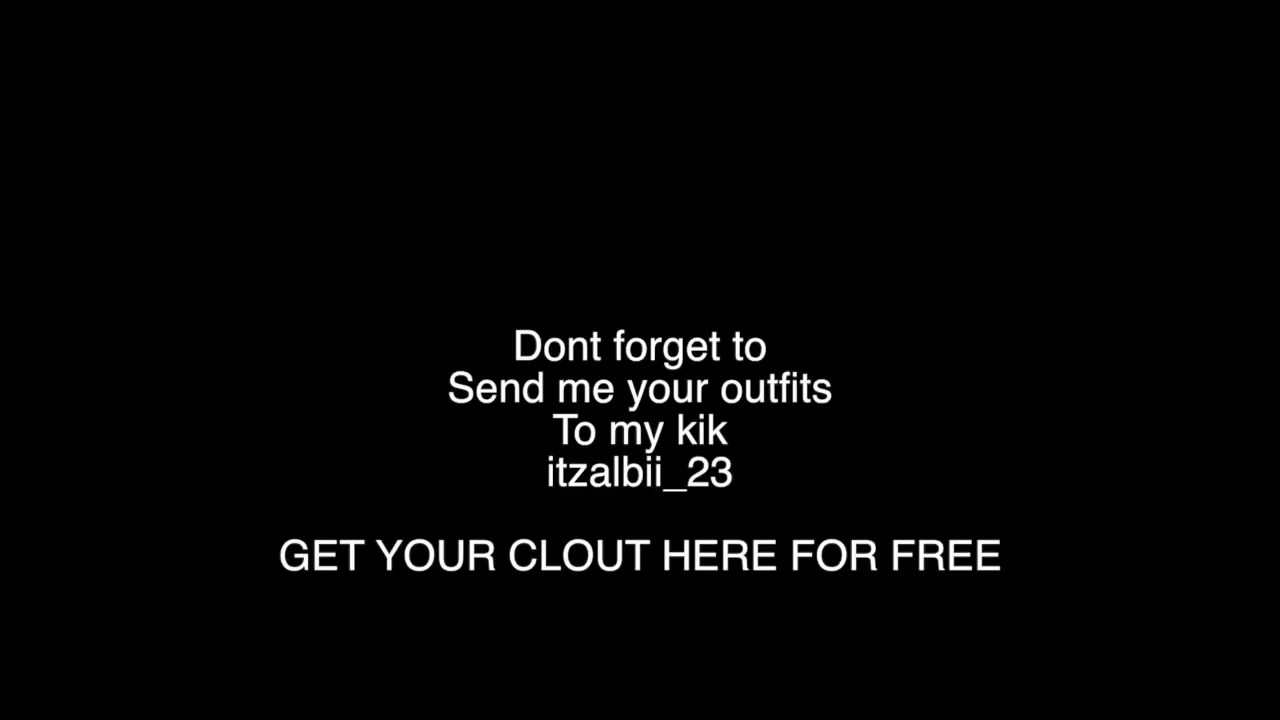 Dont forget to
Send me your outfits
To my kik
itzalbii_23
GET YOUR CLOUT HERE FOR FREE